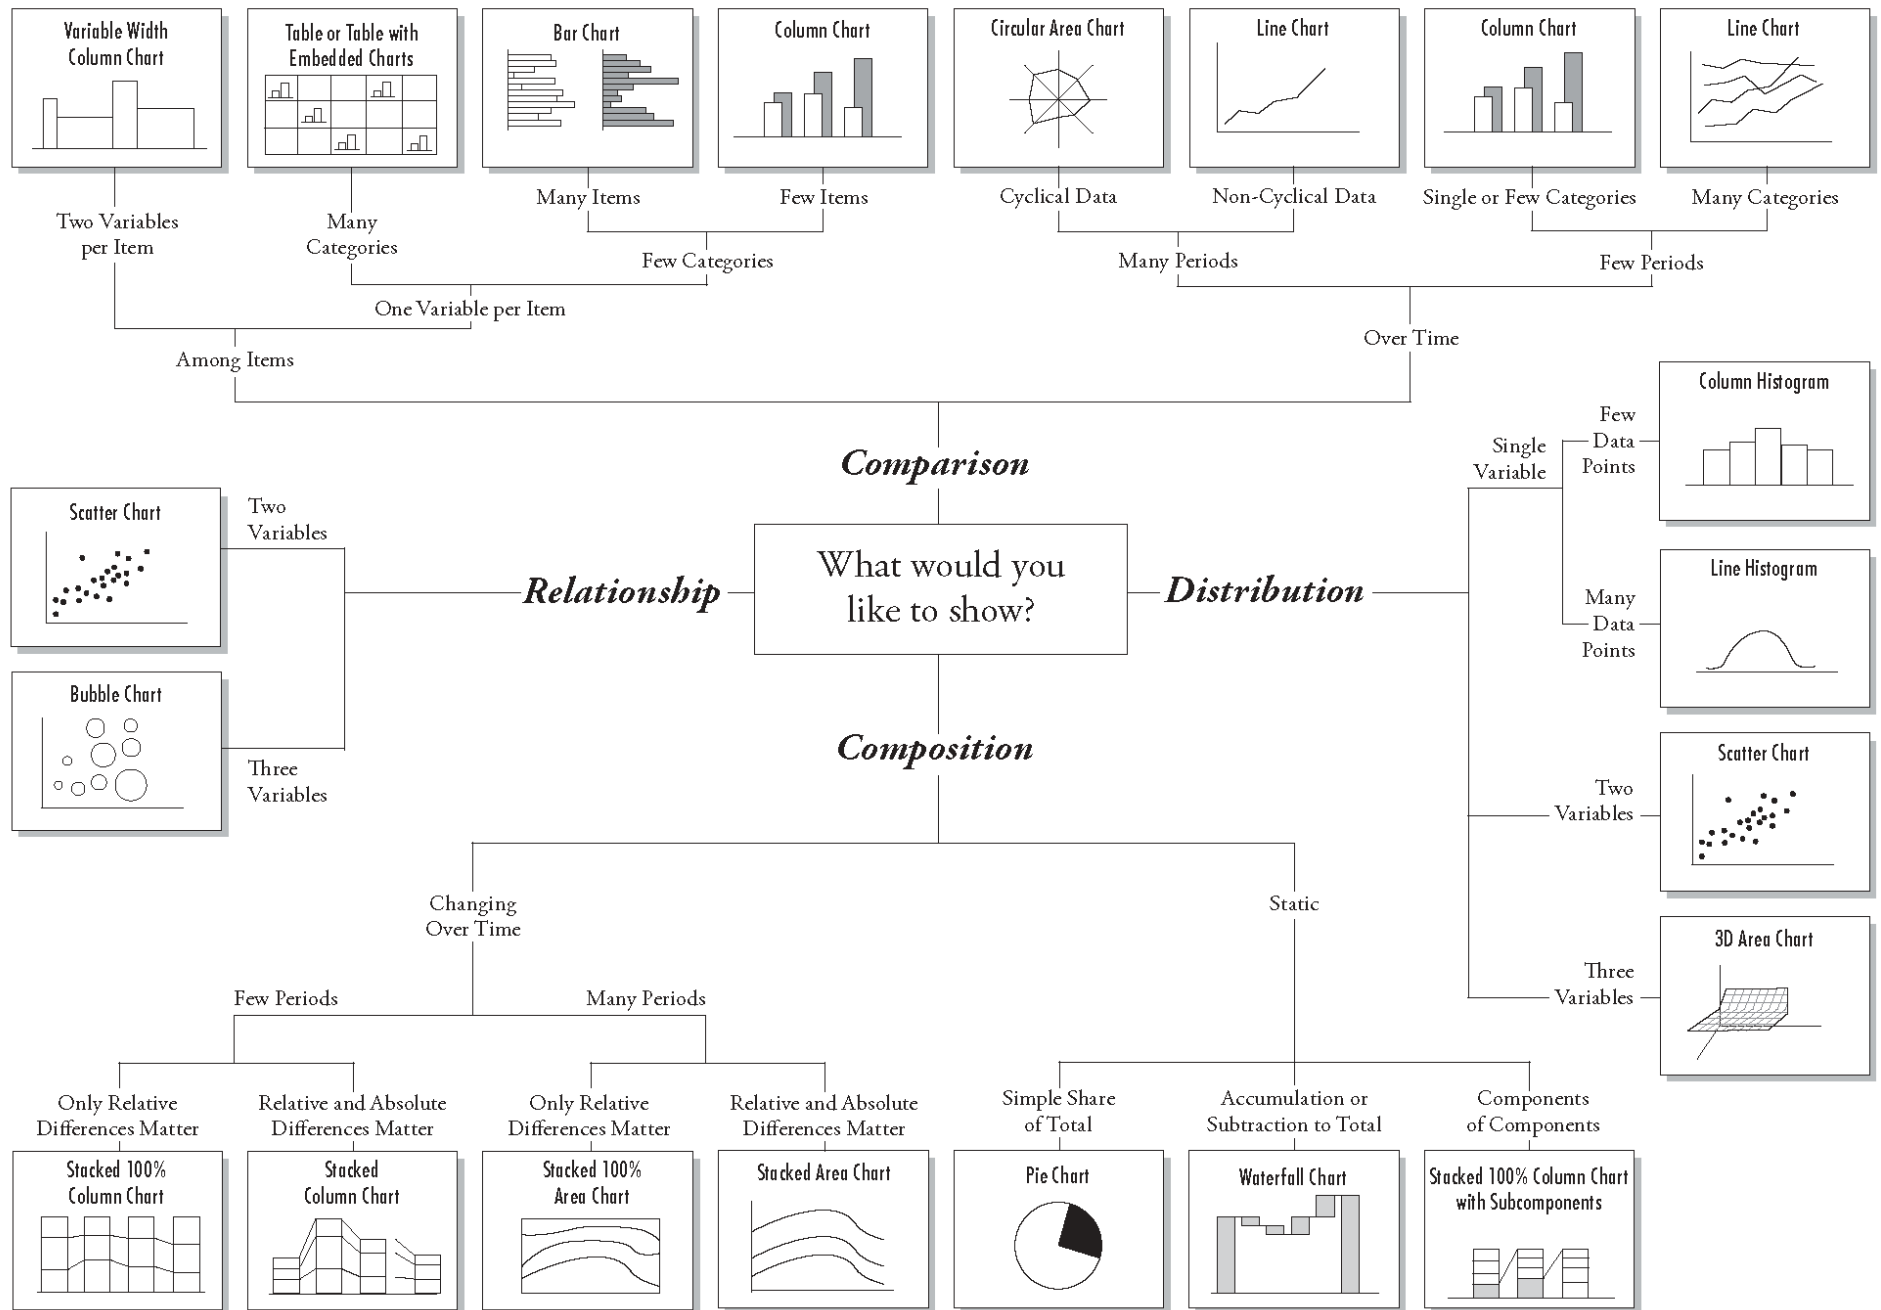 Variable Width
Column Chart
Table or Table with
Embedded Charts
Bar Chart
Column Chart
Circular Area Chart
Line Chart
Column Chart
Line Chart
Two Variables
per Item
Many
Categories
Many Items
Few Items
Cyclical Data
Non-Cyclical Data
Single or Few Categories
Many Categories
Few Categories
Many Periods
Few Periods
One Variable per Item
Over Time
Among Items
Comparison
What would you
like to show?
Relationship
Two
Variables
Scatter Chart
Three
Variables
Bubble Chart
Distribution
Single
Variable
Few
Data
Points
Column Histogram
Many
Data
Points
Line Histogram
Two
Variables
Scatter Chart
Three
Variables
3D Area Chart
Composition
Changing
Over Time
Static
Few Periods
Many Periods
Only Relative
Differences Matter
Relative and Absolute
Differences Matter
Only Relative
Differences Matter
Relative and Absolute
Differences Matter
Simple Share
of Total
Accumulation or
Subtraction to Total
Components
of Components
Stacked 100%
Column Chart
Stacked
Column Chart
Stacked 100%
Area Chart
Stacked Area Chart
Pie Chart
Waterfall Chart
Stacked 100% Column Chart
with Subcomponents